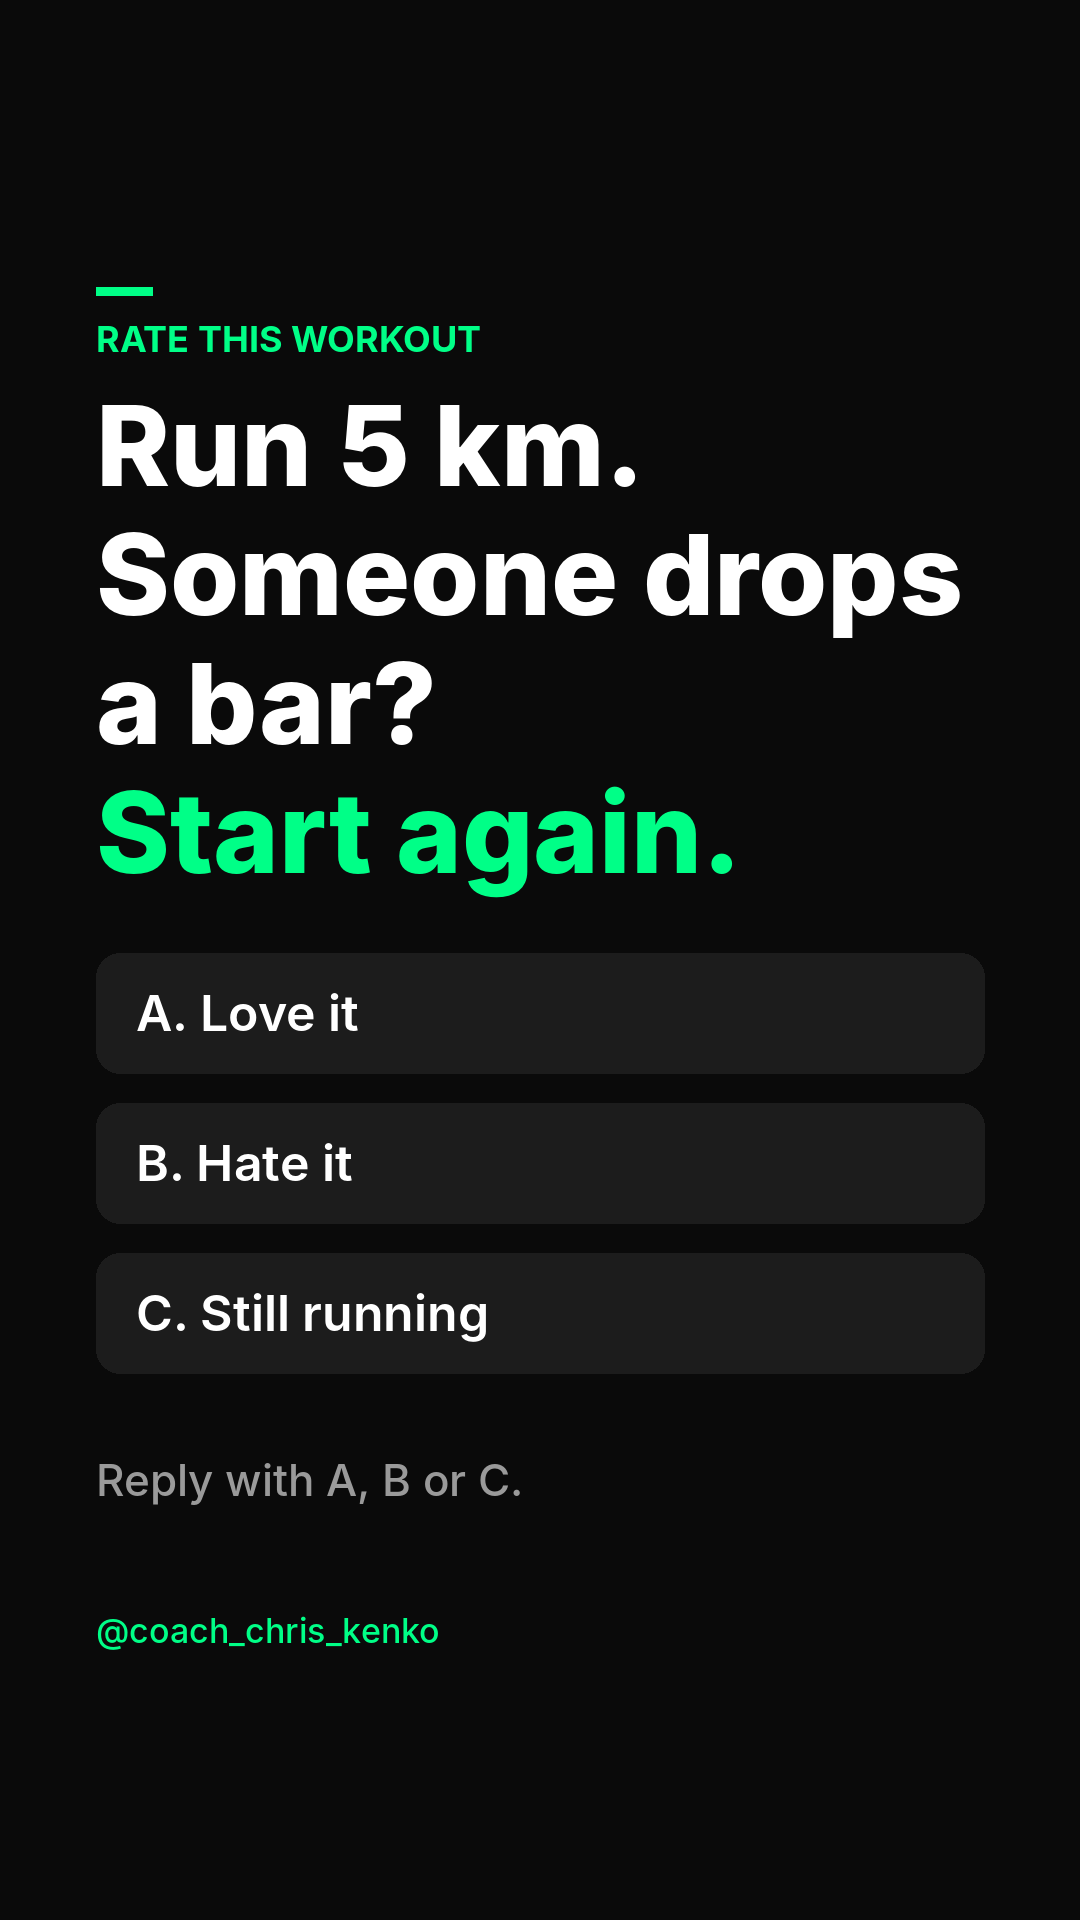 RATE THIS WORKOUT
Run 5 km.
Someone drops
a bar?
Start again.
A. Love it
B. Hate it
C. Still running
Reply with A, B or C.
@coach_chris_kenko